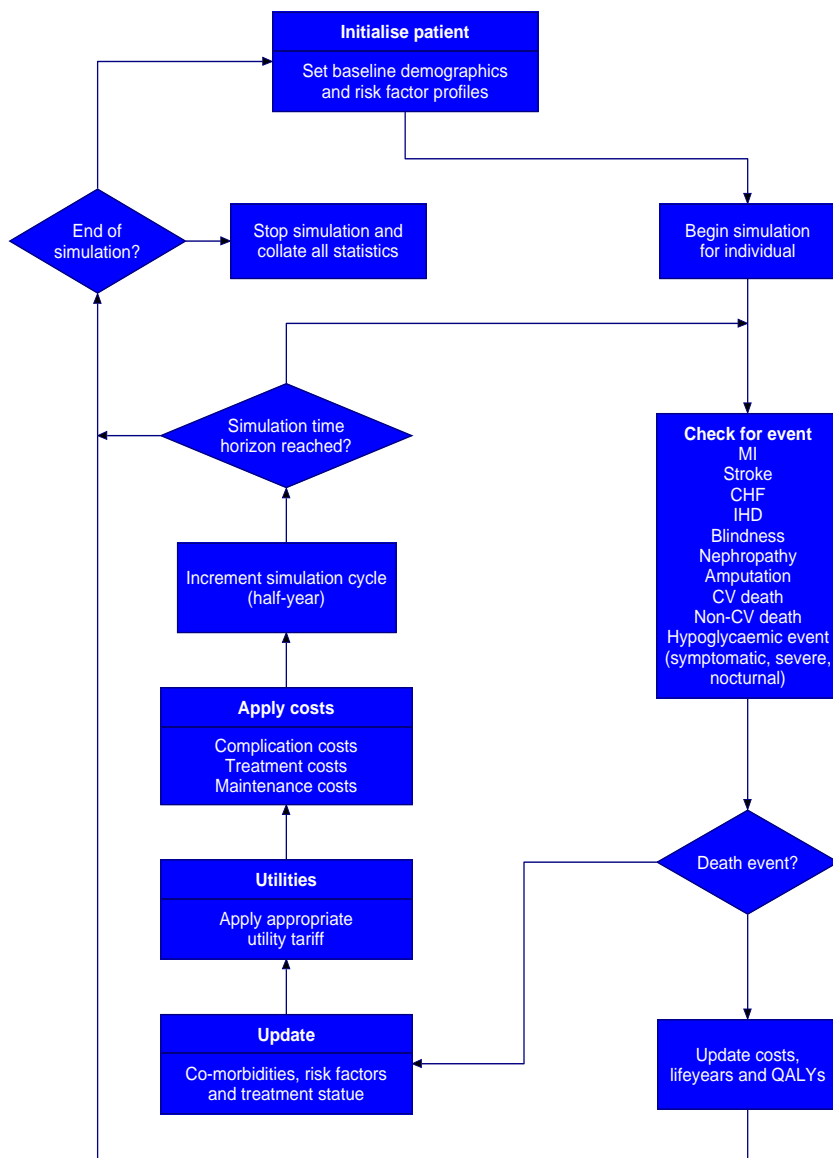 Initialise patient
Set baseline demographics
and risk factor profiles
End of
simulation?
Stop simulation and
collate all statistics
Begin simulation
for individual
Simulation time
horizon reached?
Check for event
MI
Stroke
CHF
IHD
Blindness
Nephropathy
Amputation
CV death
Non-CV death
Hypoglycaemic event
(symptomatic, severe,
nocturnal)
Increment simulation cycle
(half-year)
Apply costs
Complication costs
Treatment costs
Maintenance costs
Death event?
Utilities
Apply appropriate
utility tariff
Update
Co-morbidities, risk factors
and treatment statue
Update costs,
lifeyears and QALYs